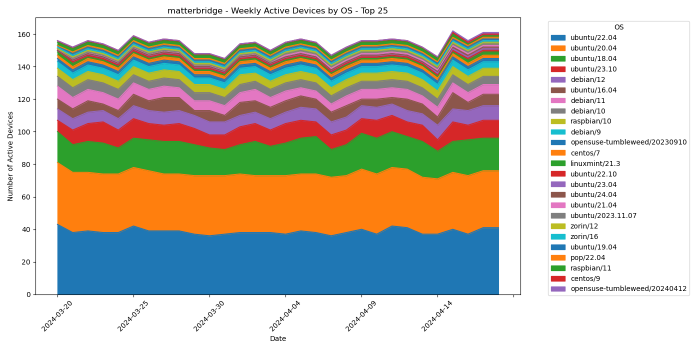 matterbridge - Weekly Active Devices by OS - Top 25
Number of Active Devices
160
140
120
100
80
60
40
20
0
2024-03-20
2024-03-25
2024-03-30
2024-04-04
2024-04-09
2024-04-14
Date
OS
ubuntu/22.04
ubuntu/20.04
ubuntu/18.04
ubuntu/23.10
debian/12
ubuntu/16.04
debian/11
debian/10
raspbian/10
debian/9
opensuse-tumbleweed/20230910
centos/7
linuxmint/21.3
ubuntu/22.10
ubuntu/23.04
ubuntu/24.04
ubuntu/21.04
ubuntu/2023.11.07
zorin/12
zorin/16
ubuntu/19.04
pop/22.04
raspbian/11
centos/9
opensuse-tumbleweed/20240412